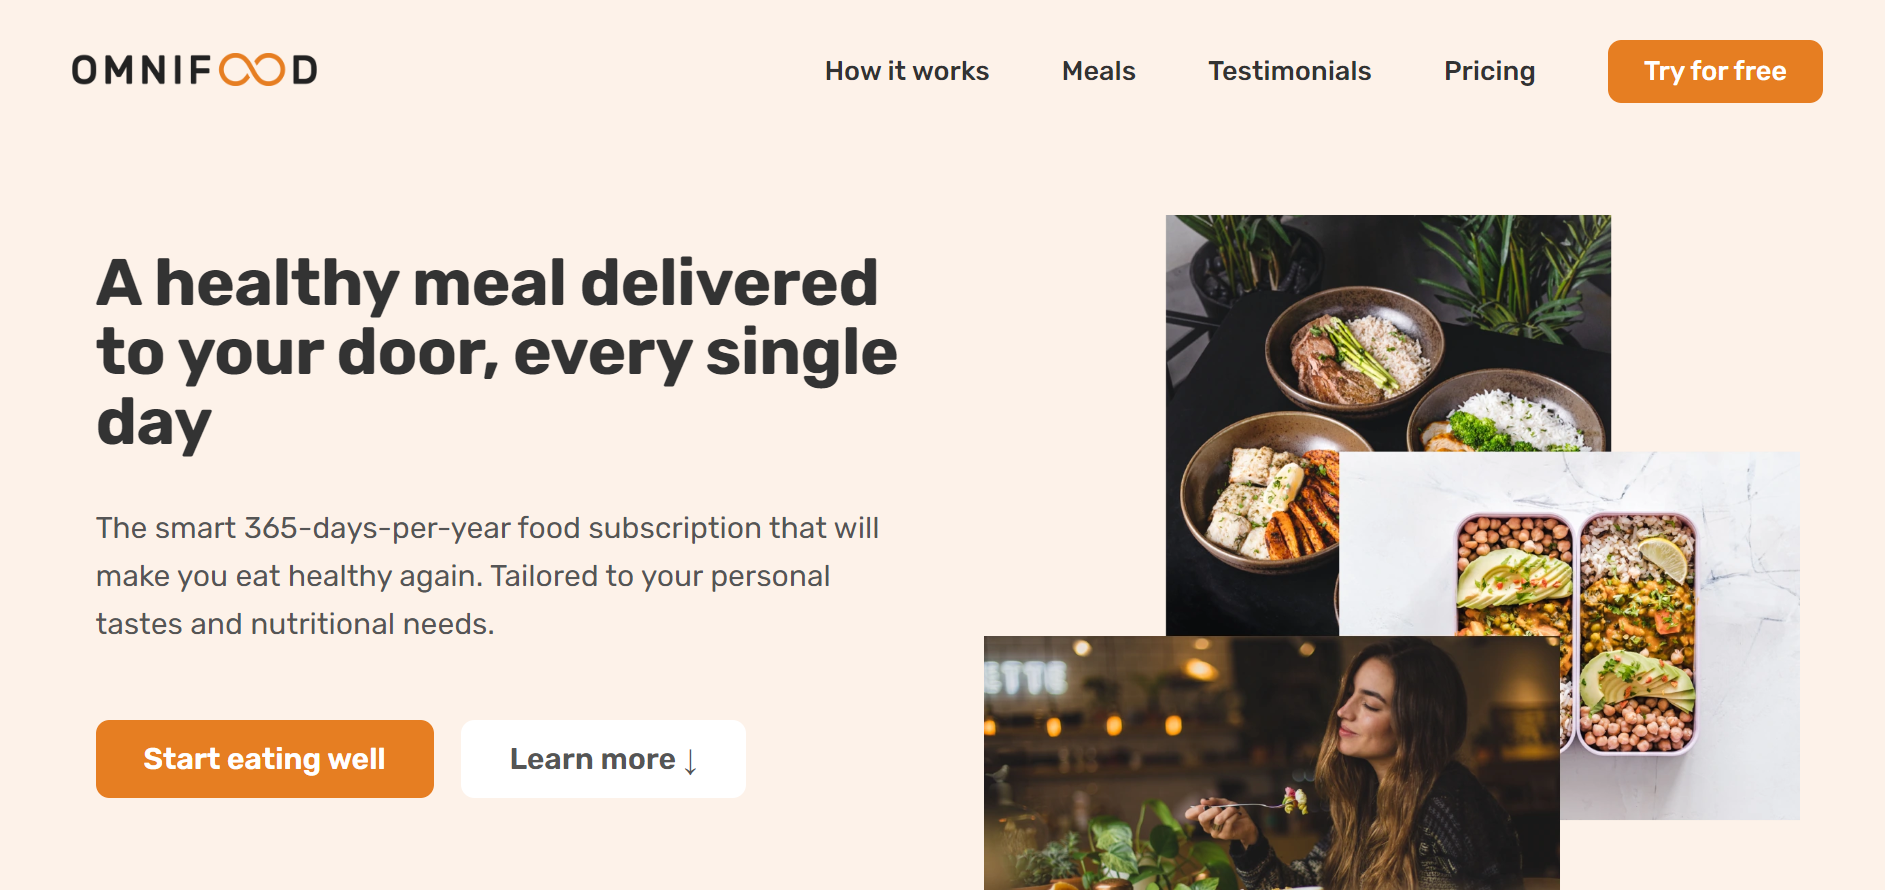 OMNIFOOD
How it works
Meals
Testimonials
Pricing
Try for free
A healthy meal delivered
to your door, every single
day
The smart 365-days-per-year food subscription that will
make you eat healthy again. Tailored to your personal
tastes and nutritional needs.
Start eating well
Learn more ↓
ETTE